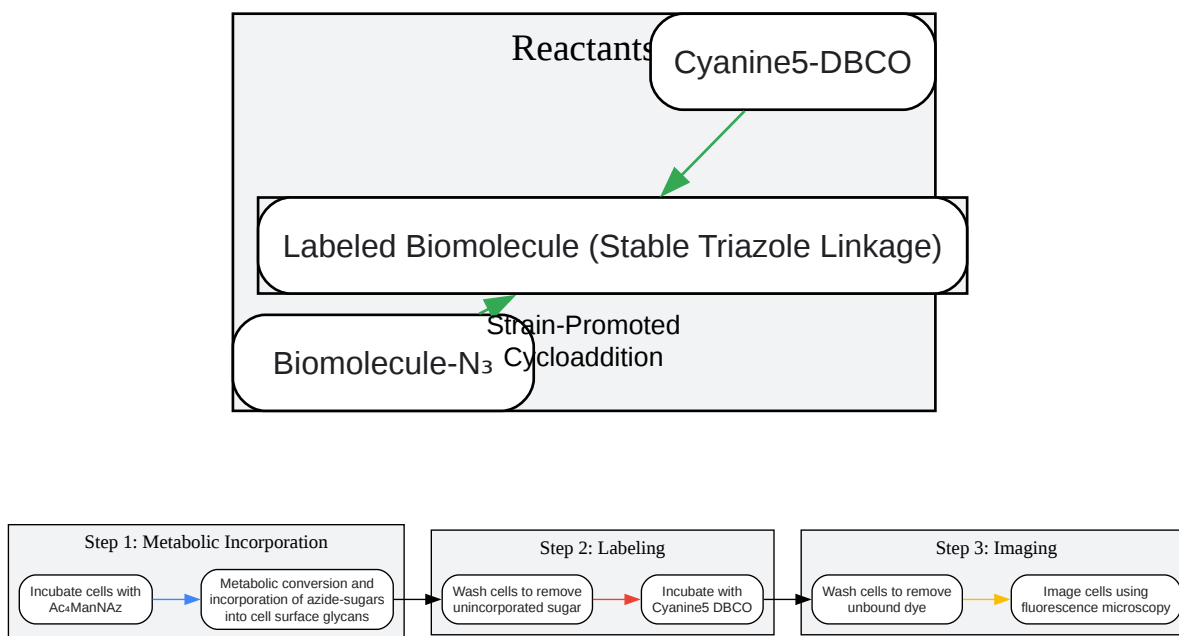 Reactants
Cyanine5-DBCO
Labeled Biomolecule (Stable Triazole Linkage)
Strain-Promoted
Cycloaddition
Biomolecule-N₃
Step 1: Metabolic Incorporation
Incubate cells with
Ac₄ManNAz
Metabolic conversion and
incorporation of azide-sugars
into cell surface glycans
Step 2: Labeling
Wash cells to remove
unincorporated sugar
Incubate with
Cyanine5 DBCO
Step 3: Imaging
Wash cells to remove
unbound dye
Image cells using
fluorescence microscopy